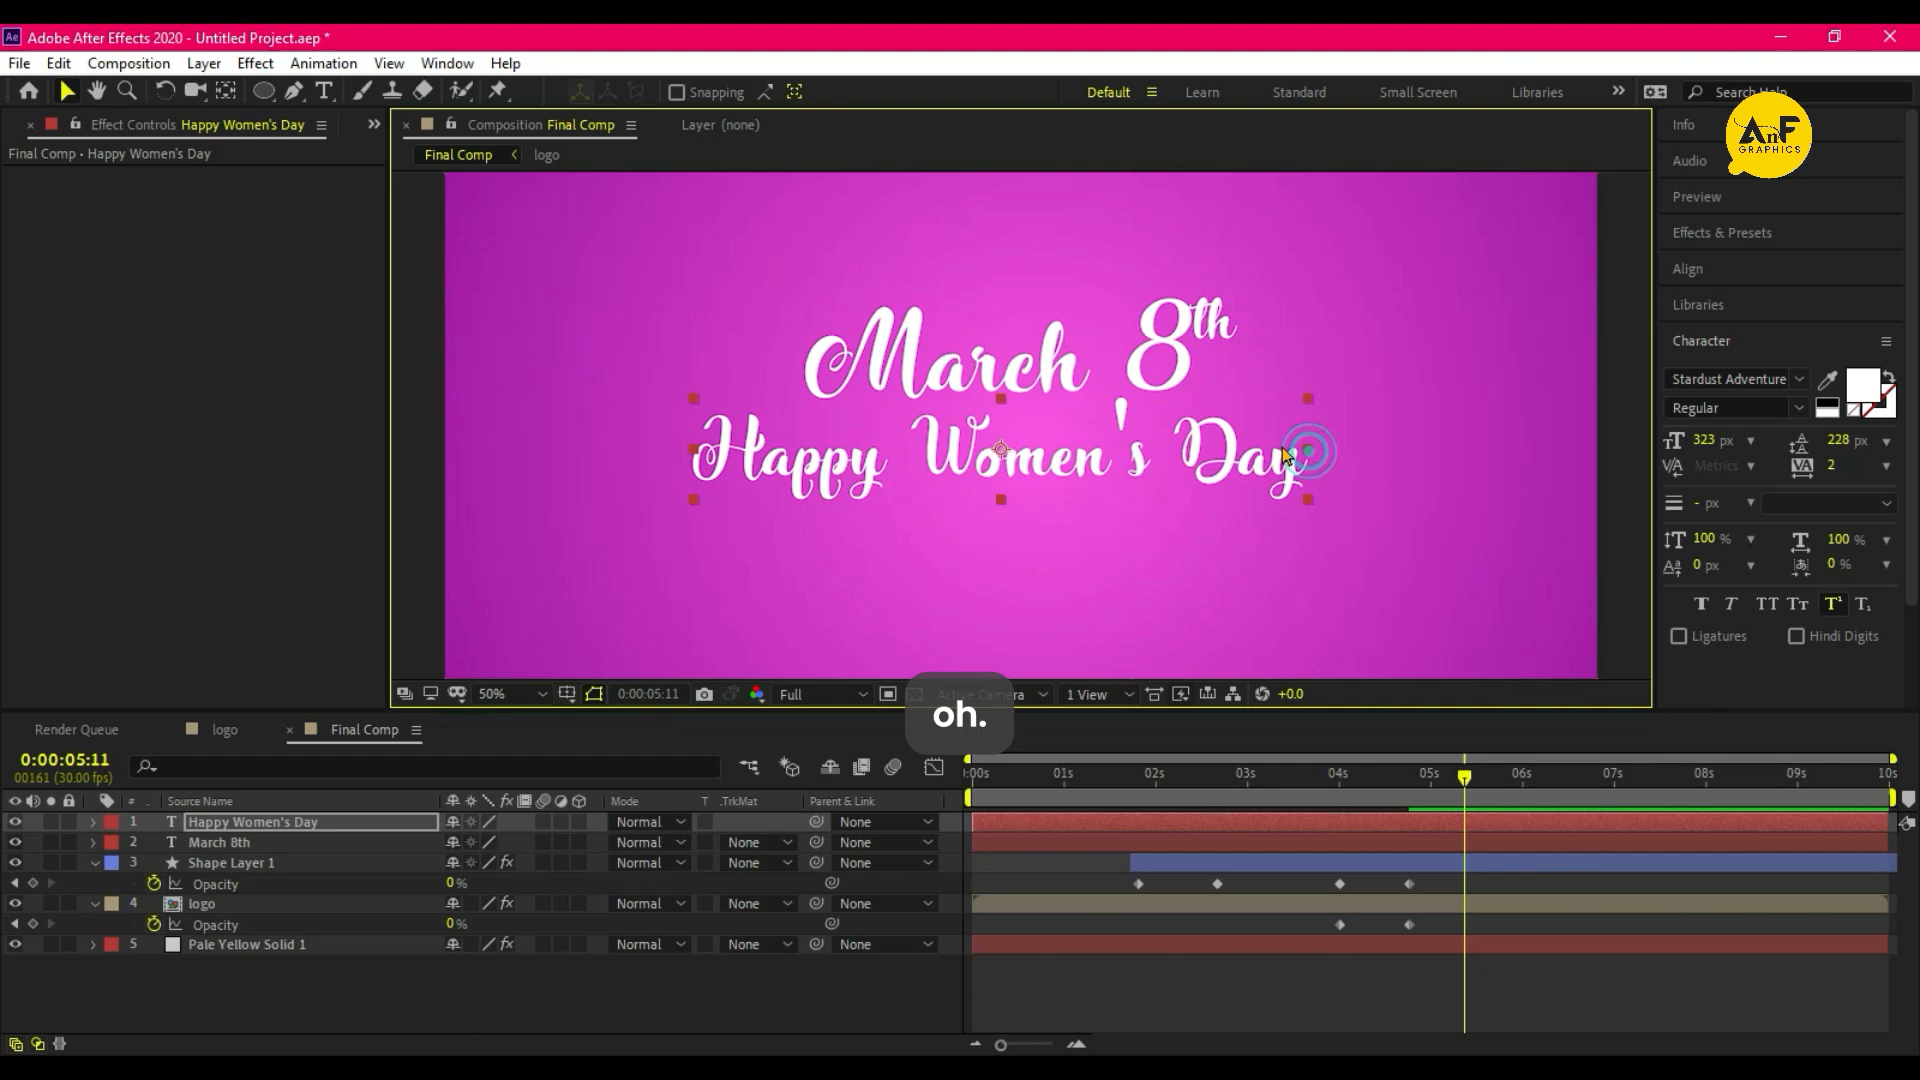 Ae Adobe After Effects 2020 - Untitled Project.aep *
File Edit Composition Layer Effect Animation View Window Help
Snapping Default Learn Standard Small Screen Libraries Search Help
Effect Controls Happy Women's Day
Composition Final Comp Layer (none)
Final Comp • Happy Women's Day
Final Comp logo
AnF
GRAPHICS
Info
Audio
Preview
Effects & Presets
Align
Libraries
Character
Stardust Adventure
Regular
323 px 228 px
Metrics 2
- px
100 % 100 %
0 px 0 %
Ligatures Hindi Digits
March 8th
Happy Women's Day
50% 0:00:05:11 Full Active Camera 1 View +0.0
oh.
Render Queue logo Final Comp
0:00:05:11
00161 (30.00 fps)
:00s 01s 02s 03s 04s 05s 06s 07s 08s 09s 10s
# . Source Name Mode T .TrkMat Parent & Link
1 T Happy Women's Day Normal None
2 T March 8th Normal None None
3 Shape Layer 1 Normal None None
Opacity 0 %
4 logo Normal None None
Opacity 0 %
5 Pale Yellow Solid 1 Normal None None